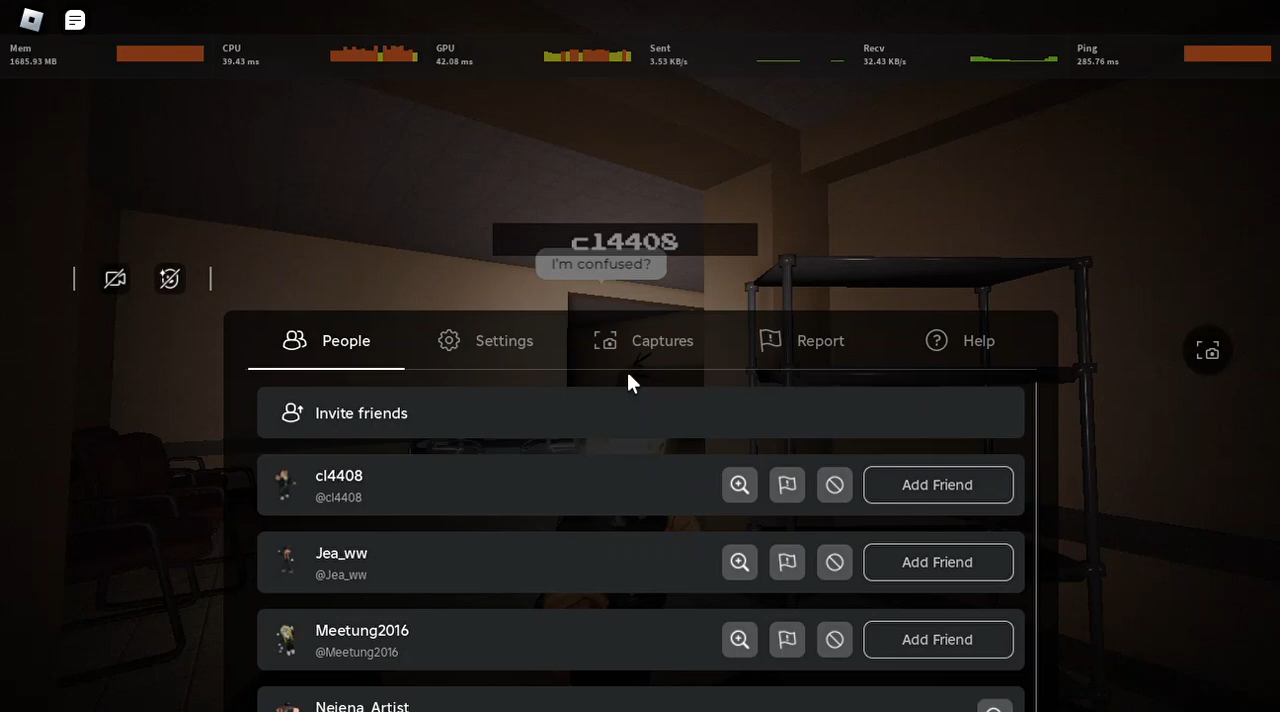 Mem
1685.93 MB
CPU
39.43 ms
GPU
42.08 ms
Sent
3.53 KB/s
Recv
32.43 KB/s
Ping
285.76 ms
cl4408
I'm confused?
People
Settings
Captures
Report
Help
Invite friends
cl4408
@cl4408
Add Friend
Jea_ww
@Jea_ww
Add Friend
Meetung2016
@Meetung2016
Add Friend
Nejena_Artist